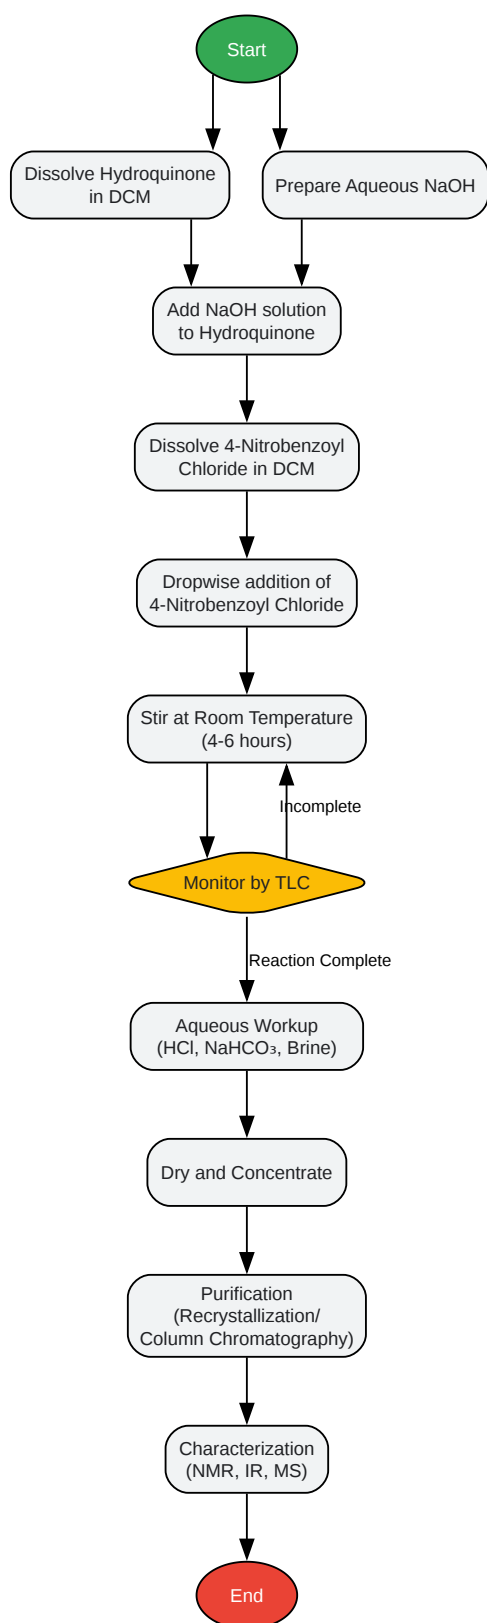 Start
Dissolve Hydroquinone
in DCM
Prepare Aqueous NaOH
Add NaOH solution
to Hydroquinone
Dissolve 4-Nitrobenzoyl
Chloride in DCM
Dropwise addition of
4-Nitrobenzoyl Chloride
Stir at Room Temperature
(4-6 hours)
Incomplete
Monitor by TLC
Reaction Complete
Aqueous Workup
(HCl, NaHCO₃, Brine)
Dry and Concentrate
Purification
(Recrystallization/
Column Chromatography)
Characterization
(NMR, IR, MS)
End